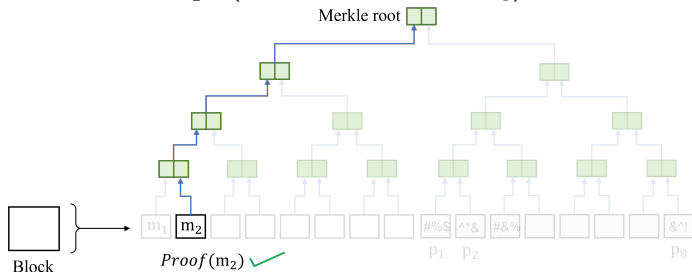 Merkle root
m₁ m₂ #%$ ^*& #&% &^!
p₁ p₂ p₈
Proof(m₂)
Block